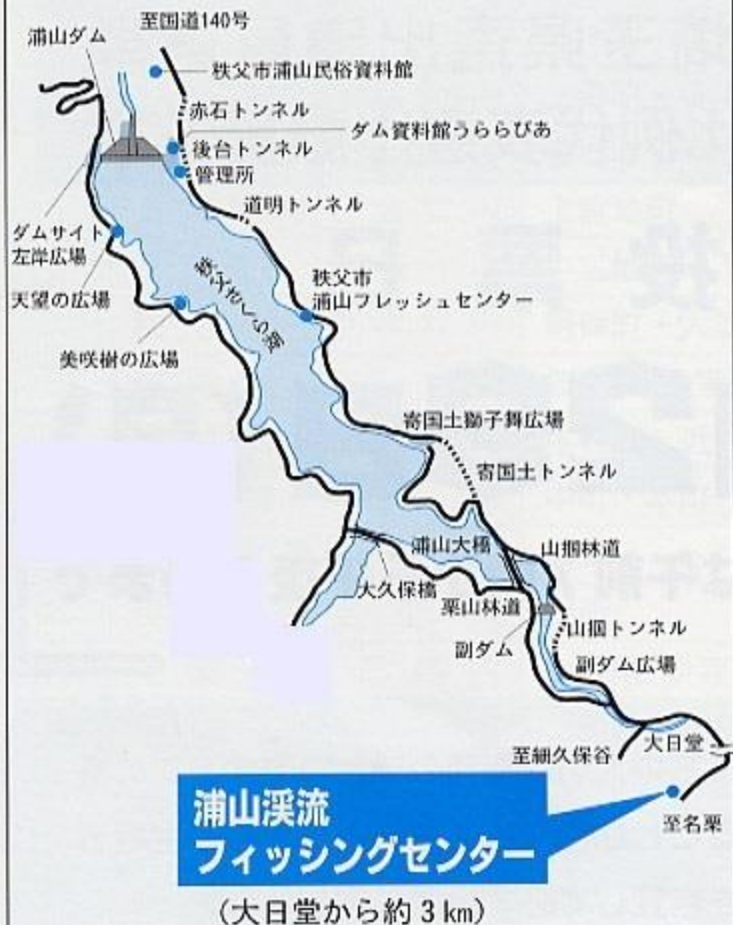 至国道140号
浦山ダム
秩父市浦山民俗資料館
赤石トンネル
ダム資料館うららぴあ
後台トンネル
管理所
道明トンネル
ダムサイト
左岸広場
天望の広場
秩父さくら湖
秩父市
浦山フレッシュセンター
美咲樹の広場
寄国土獅子舞広場
寄国土トンネル
浦山大橋
山掴林道
大久保橋
栗山林道
山掴トンネル
副ダム
副ダム広場
大日堂
至細久保谷
浦山渓流
フィッシングセンター
至名栗
(大日堂から約3km)